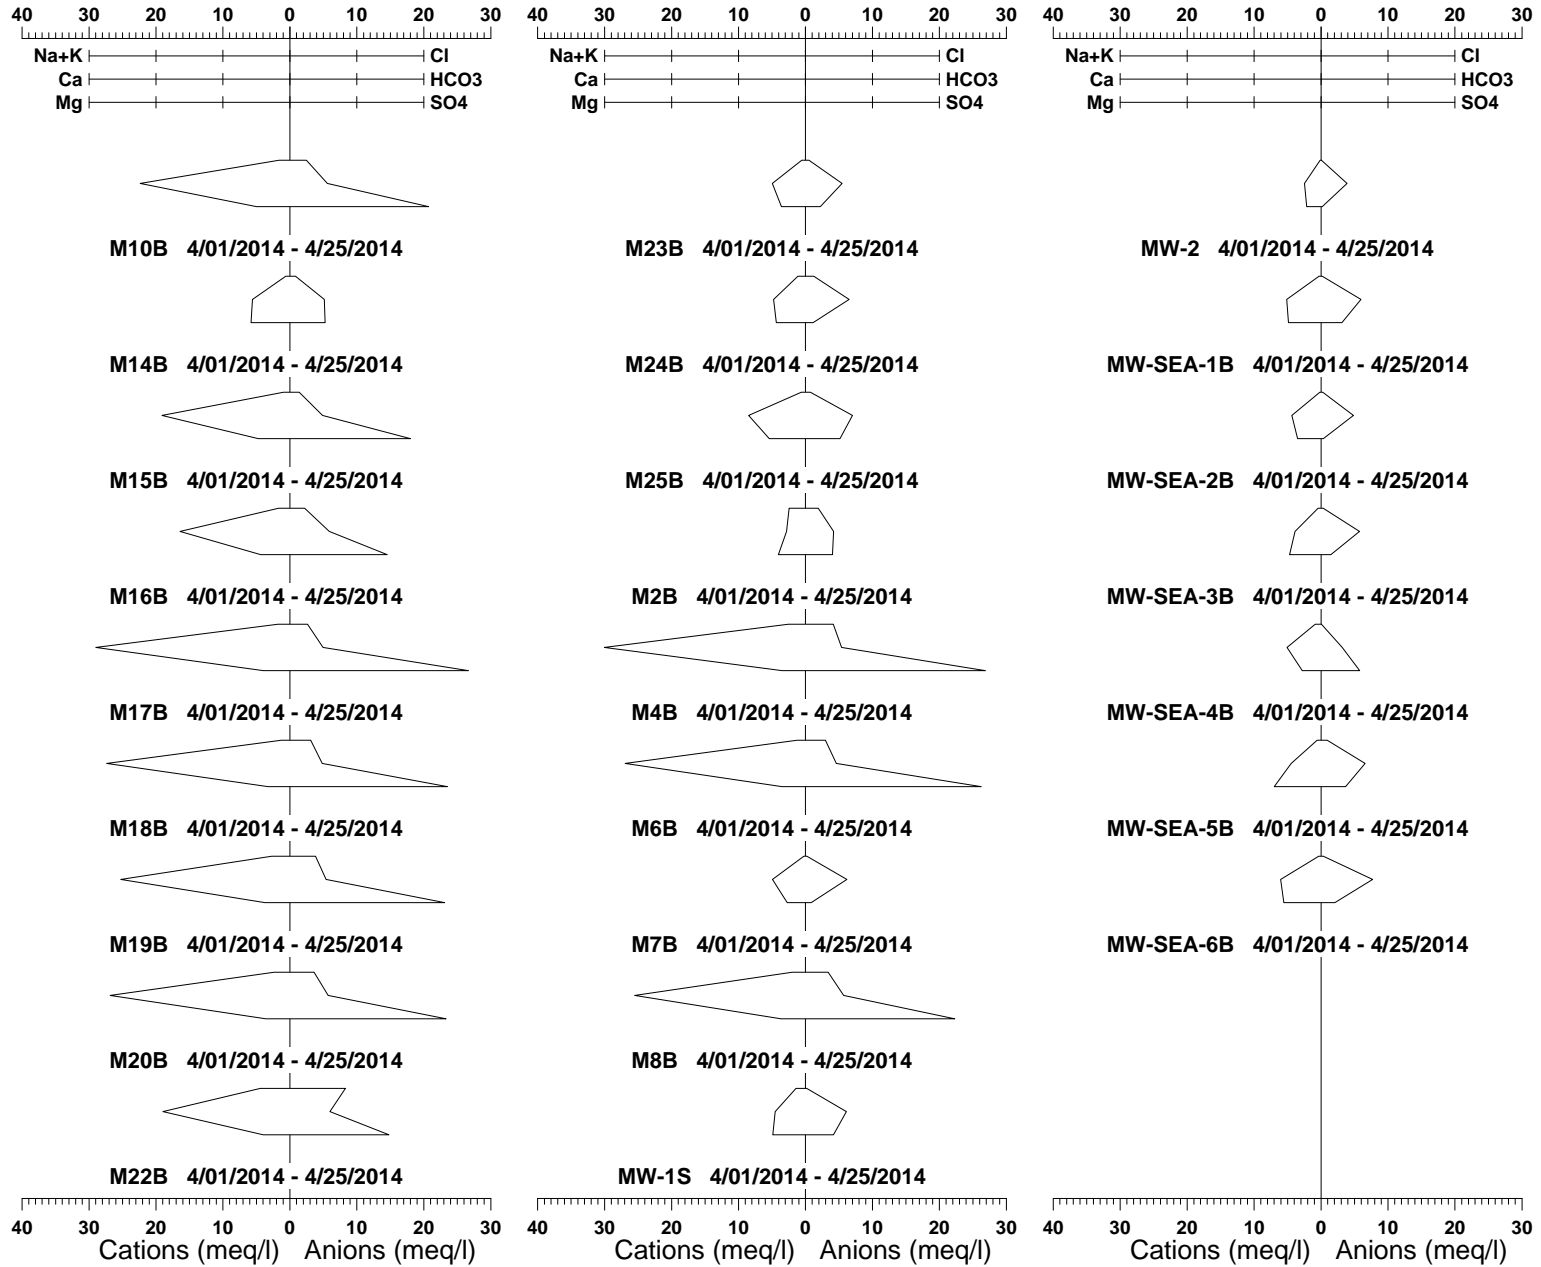 40 30 20 10 0 10 20 30 40 30 20 10 0 10 20 30 40 30 20 10 0 10 20 30
Na+K Cl Na+K Cl Na+K Cl
Ca HCO3 Ca HCO3 Ca HCO3
Mg SO4 Mg SO4 Mg SO4
M10B 4/01/2014 - 4/25/2014 M23B 4/01/2014 - 4/25/2014 MW-2 4/01/2014 - 4/25/2014
M14B 4/01/2014 - 4/25/2014 M24B 4/01/2014 - 4/25/2014 MW-SEA-1B 4/01/2014 - 4/25/2014
M15B 4/01/2014 - 4/25/2014 M25B 4/01/2014 - 4/25/2014 MW-SEA-2B 4/01/2014 - 4/25/2014
M16B 4/01/2014 - 4/25/2014 M2B 4/01/2014 - 4/25/2014 MW-SEA-3B 4/01/2014 - 4/25/2014
M17B 4/01/2014 - 4/25/2014 M4B 4/01/2014 - 4/25/2014 MW-SEA-4B 4/01/2014 - 4/25/2014
M18B 4/01/2014 - 4/25/2014 M6B 4/01/2014 - 4/25/2014 MW-SEA-5B 4/01/2014 - 4/25/2014
M19B 4/01/2014 - 4/25/2014 M7B 4/01/2014 - 4/25/2014 MW-SEA-6B 4/01/2014 - 4/25/2014
M20B 4/01/2014 - 4/25/2014 M8B 4/01/2014 - 4/25/2014
M22B 4/01/2014 - 4/25/2014 MW-1S 4/01/2014 - 4/25/2014
40 30 20 10 0 10 20 30 40 30 20 10 0 10 20 30 40 30 20 10 0 10 20 30
Cations (meq/l) Anions (meq/l) Cations (meq/l) Anions (meq/l) Cations (meq/l) Anions (meq/l)